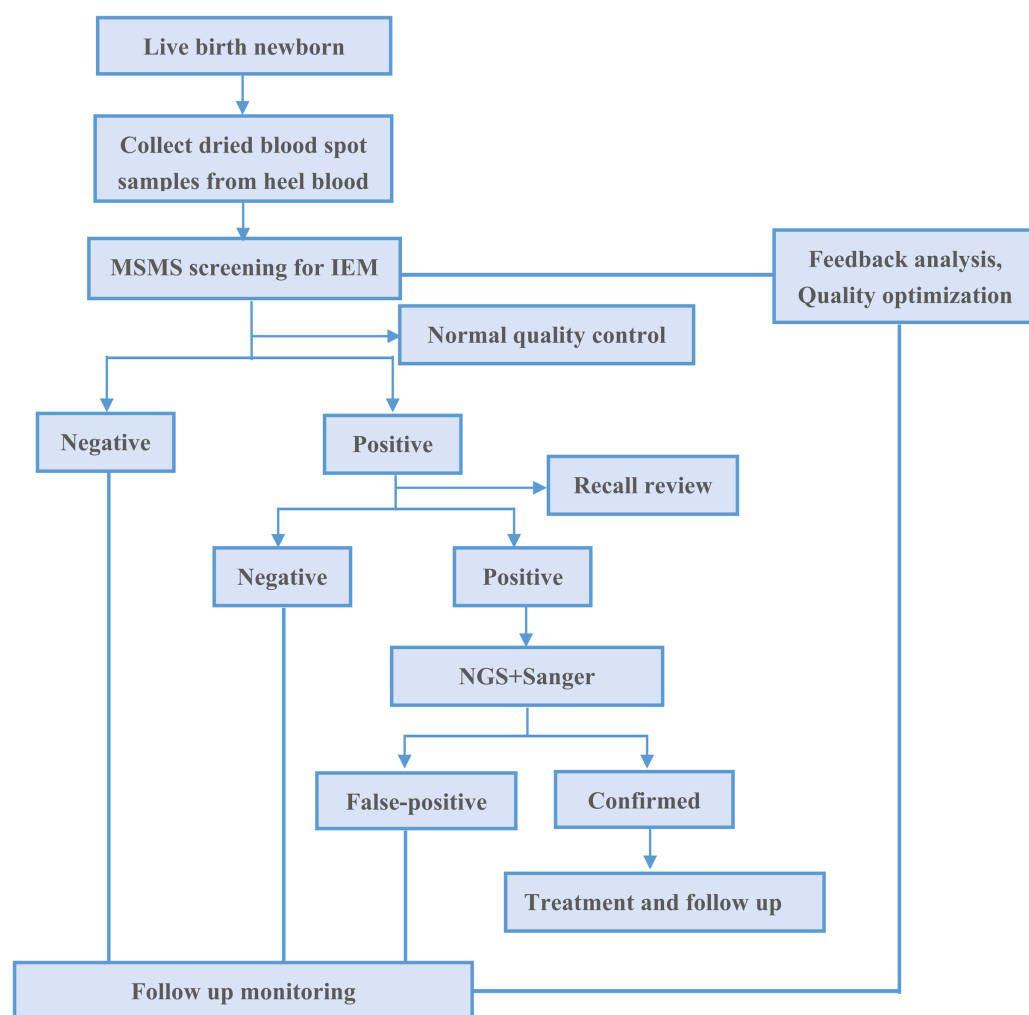 Live birth newborn
Collect dried blood spot
samples from heel blood
MSMS screening for IEM
Feedback analysis,
Quality optimization
Normal quality control
Negative
Positive
Recall review
Negative
Positive
NGS+Sanger
False-positive
Confirmed
Treatment and follow up
Follow up monitoring